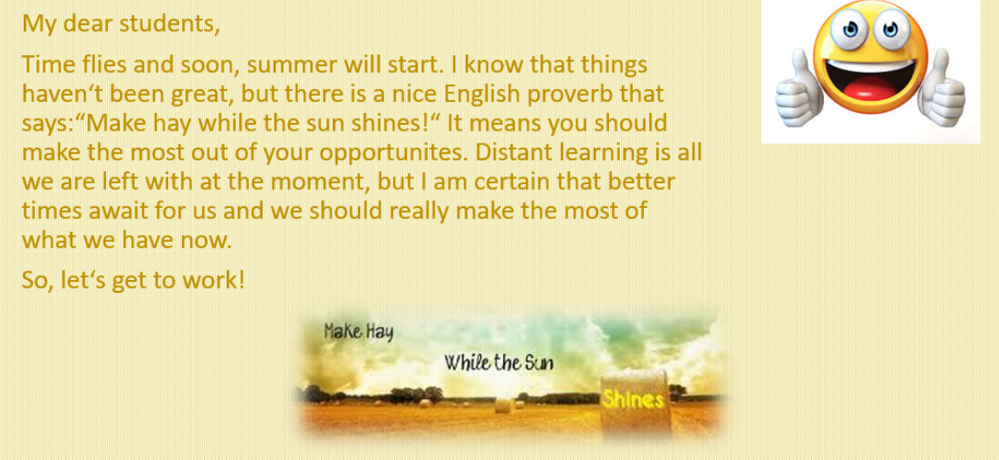 My dear students,
Time flies and soon, summer will start. I know that things
haven‘t been great, but there is a nice English proverb that
says:“Make hay while the sun shines!“ It means you should
make the most out of your opportunites. Distant learning is all
we are left with at the moment, but I am certain that better
times await for us and we should really make the most of
what we have now.
So, let‘s get to work!
Make Hay
While the Sun
Shines